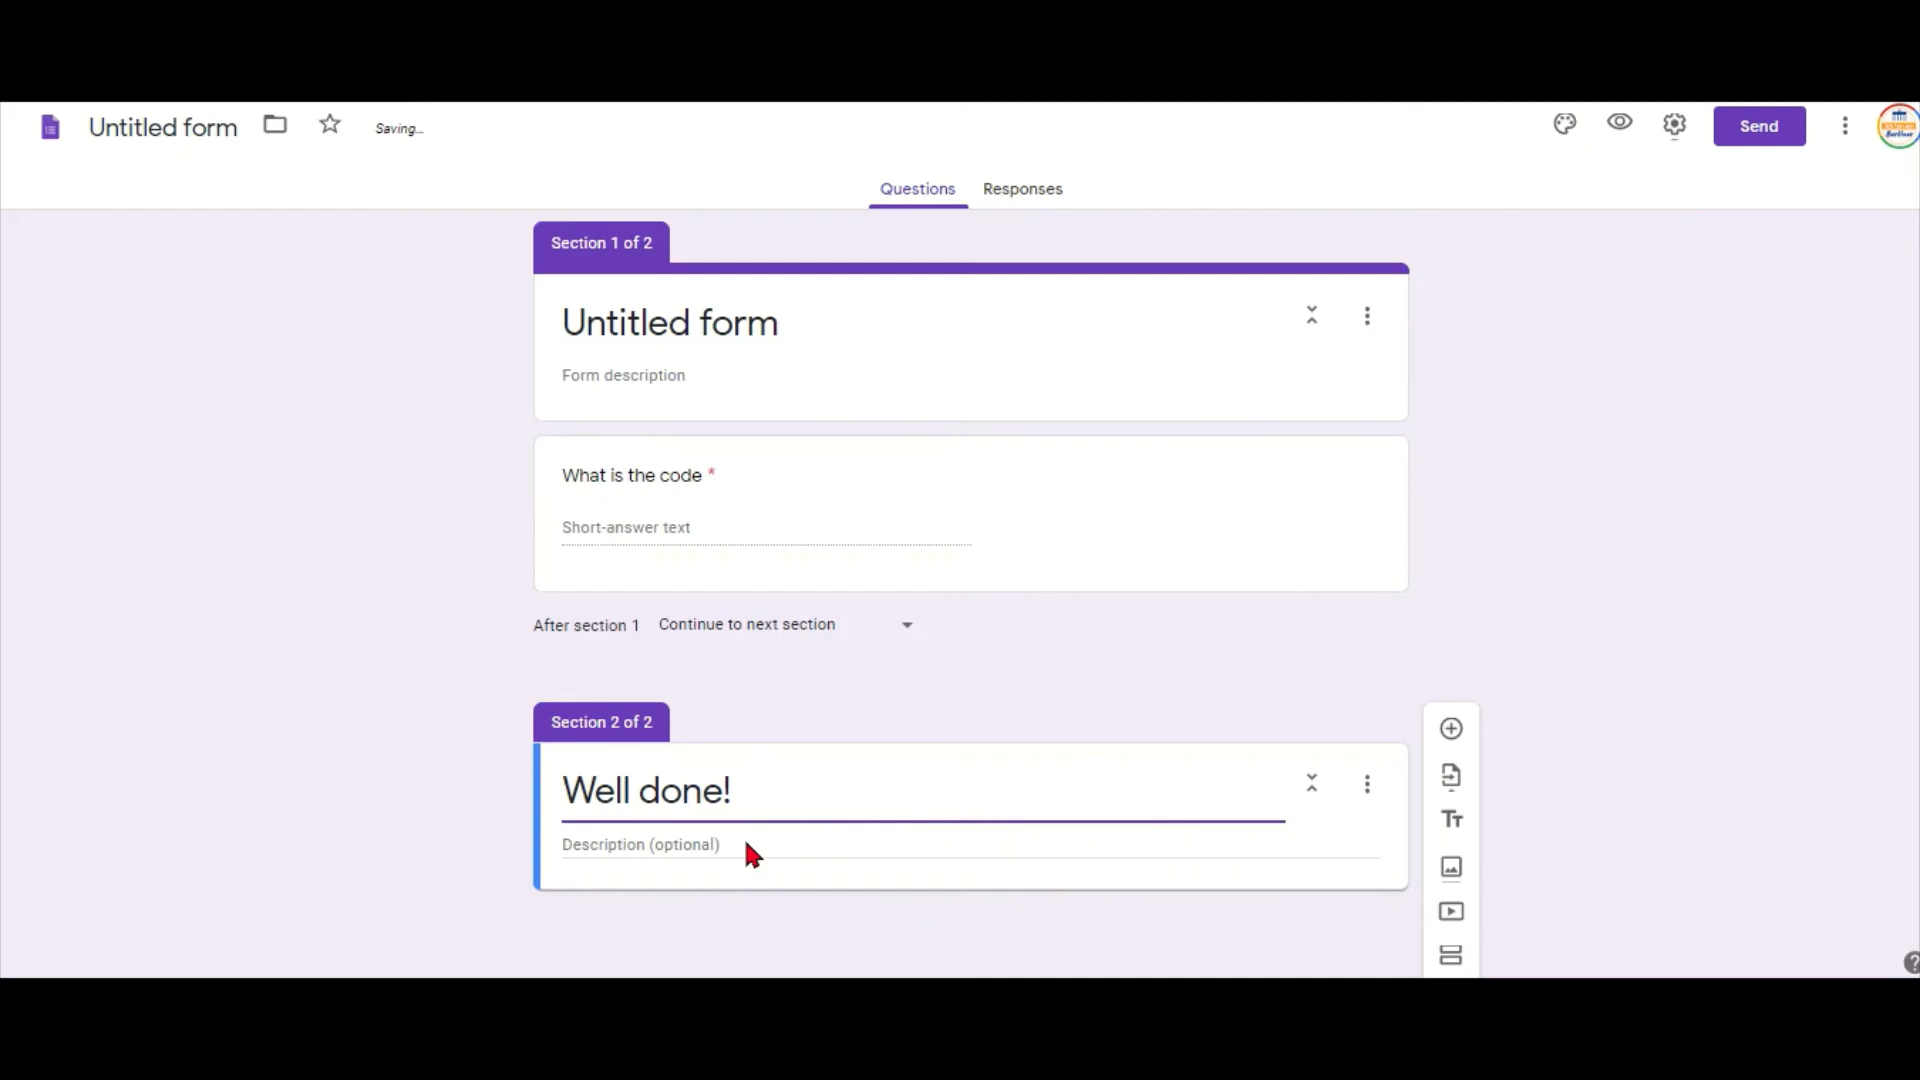 Untitled form
Saving...
Send
Questions Responses
Section 1 of 2
Untitled form
Form description
What is the code *
Short-answer text
After section 1 Continue to next section
Section 2 of 2
Well done!
Description (optional)
Tт